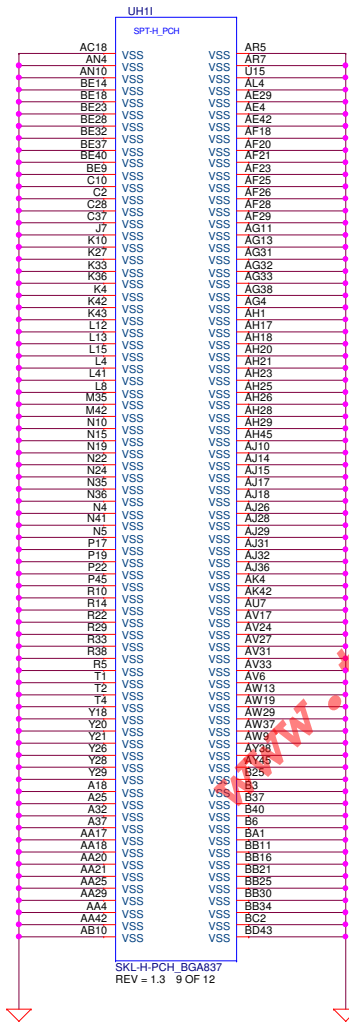 UH1I
SPT-H_PCH
AC18 VSS VSS AR5
AN4 VSS VSS AR7
AN10 VSS VSS U15
BE14 VSS VSS AL4
BE18 VSS VSS AE29
BE23 VSS VSS AE4
BE28 VSS VSS AE42
BE32 VSS VSS AF18
BE37 VSS VSS AF20
BE40 VSS VSS AF21
BE9 VSS VSS AF23
C10 VSS VSS AF25
C2 VSS VSS AF26
C28 VSS VSS AF28
C37 VSS VSS AF29
J7 VSS VSS AG11
K10 VSS VSS AG13
K27 VSS VSS AG31
K33 VSS VSS AG32
K36 VSS VSS AG33
K4 VSS VSS AG38
K42 VSS VSS AG4
K43 VSS VSS AH1
L12 VSS VSS AH17
L13 VSS VSS AH18
L15 VSS VSS AH20
L4 VSS VSS AH21
L41 VSS VSS AH23
L8 VSS VSS AH25
M35 VSS VSS AH26
M42 VSS VSS AH28
N10 VSS VSS AH29
N15 VSS VSS AH45
N19 VSS VSS AJ10
N22 VSS VSS AJ14
N24 VSS VSS AJ15
N35 VSS VSS AJ17
N36 VSS VSS AJ18
N4 VSS VSS AJ26
N41 VSS VSS AJ28
N5 VSS VSS AJ29
P17 VSS VSS AJ31
P19 VSS VSS AJ32
P22 VSS VSS AJ36
P45 VSS VSS AK4
R10 VSS VSS AK42
R14 VSS VSS AU7
R22 VSS VSS AV17
R29 VSS VSS AV24
R33 VSS VSS AV27
R38 VSS VSS AV31
R5 VSS VSS AV33
T1 VSS VSS AV6
T2 VSS VSS AW13
T4 VSS VSS AW19
Y18 VSS VSS AW29
Y20 VSS VSS AW37
Y21 VSS VSS AW9
Y26 VSS VSS AY38
Y28 VSS VSS AY45
Y29 VSS VSS B25
A18 VSS VSS B3
A25 VSS VSS B37
A32 VSS VSS B40
A37 VSS VSS B6
AA17 VSS VSS BA1
AA18 VSS VSS BB11
AA20 VSS VSS BB16
AA21 VSS VSS BB21
AA25 VSS VSS BB25
AA29 VSS VSS BB30
AA4 VSS VSS BB34
AA42 VSS VSS BC2
AB10 VSS VSS BD43
www.
SKL-H-PCH_BGA837
REV = 1.3 9 OF 12